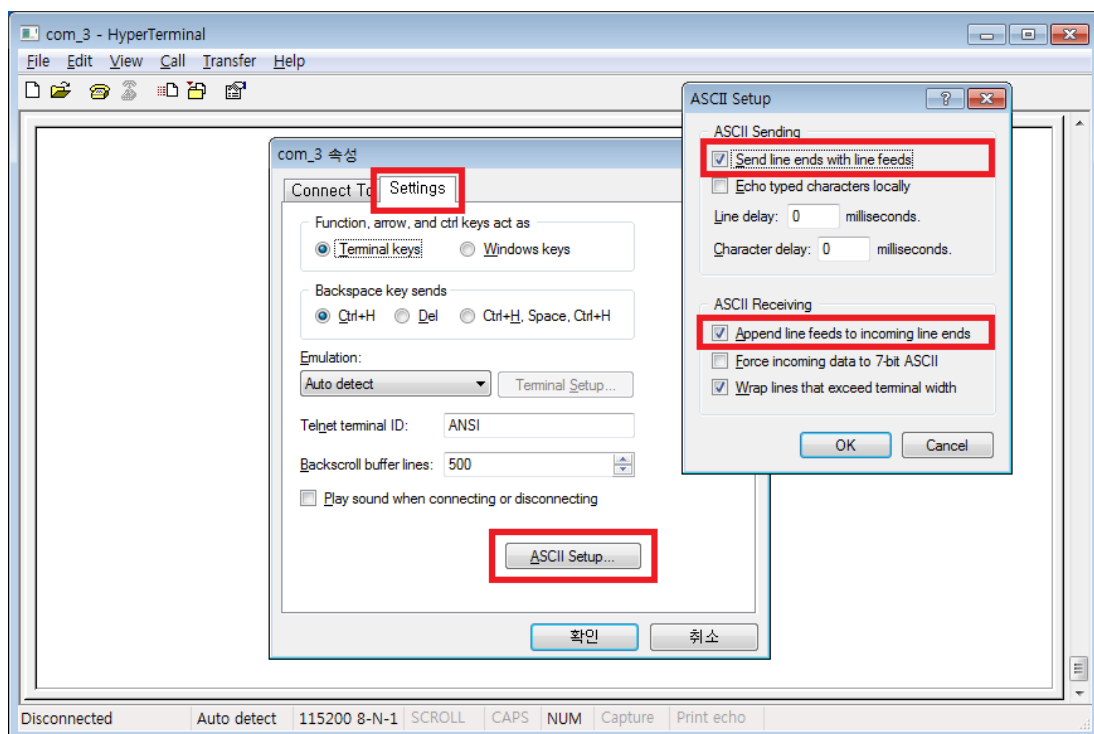 com_3 - HyperTerminal
File Edit View Call Transfer Help
com_3 속성
Connect To Settings
Function, arrow, and ctrl keys act as
Terminal keys Windows keys
Backspace key sends
Ctrl+H Del Ctrl+H, Space, Ctrl+H
Emulation:
Auto detect Terminal Setup...
Telnet terminal ID: ANSI
Backscroll buffer lines: 500
Play sound when connecting or disconnecting
ASCII Setup...
확인 취소
ASCII Setup
ASCII Sending
Send line ends with line feeds
Echo typed characters locally
Line delay: 0 milliseconds.
Character delay: 0 milliseconds.
ASCII Receiving
Append line feeds to incoming line ends
Force incoming data to 7-bit ASCII
Wrap lines that exceed terminal width
OK Cancel
Disconnected Auto detect 115200 8-N-1 SCROLL CAPS NUM Capture Print echo